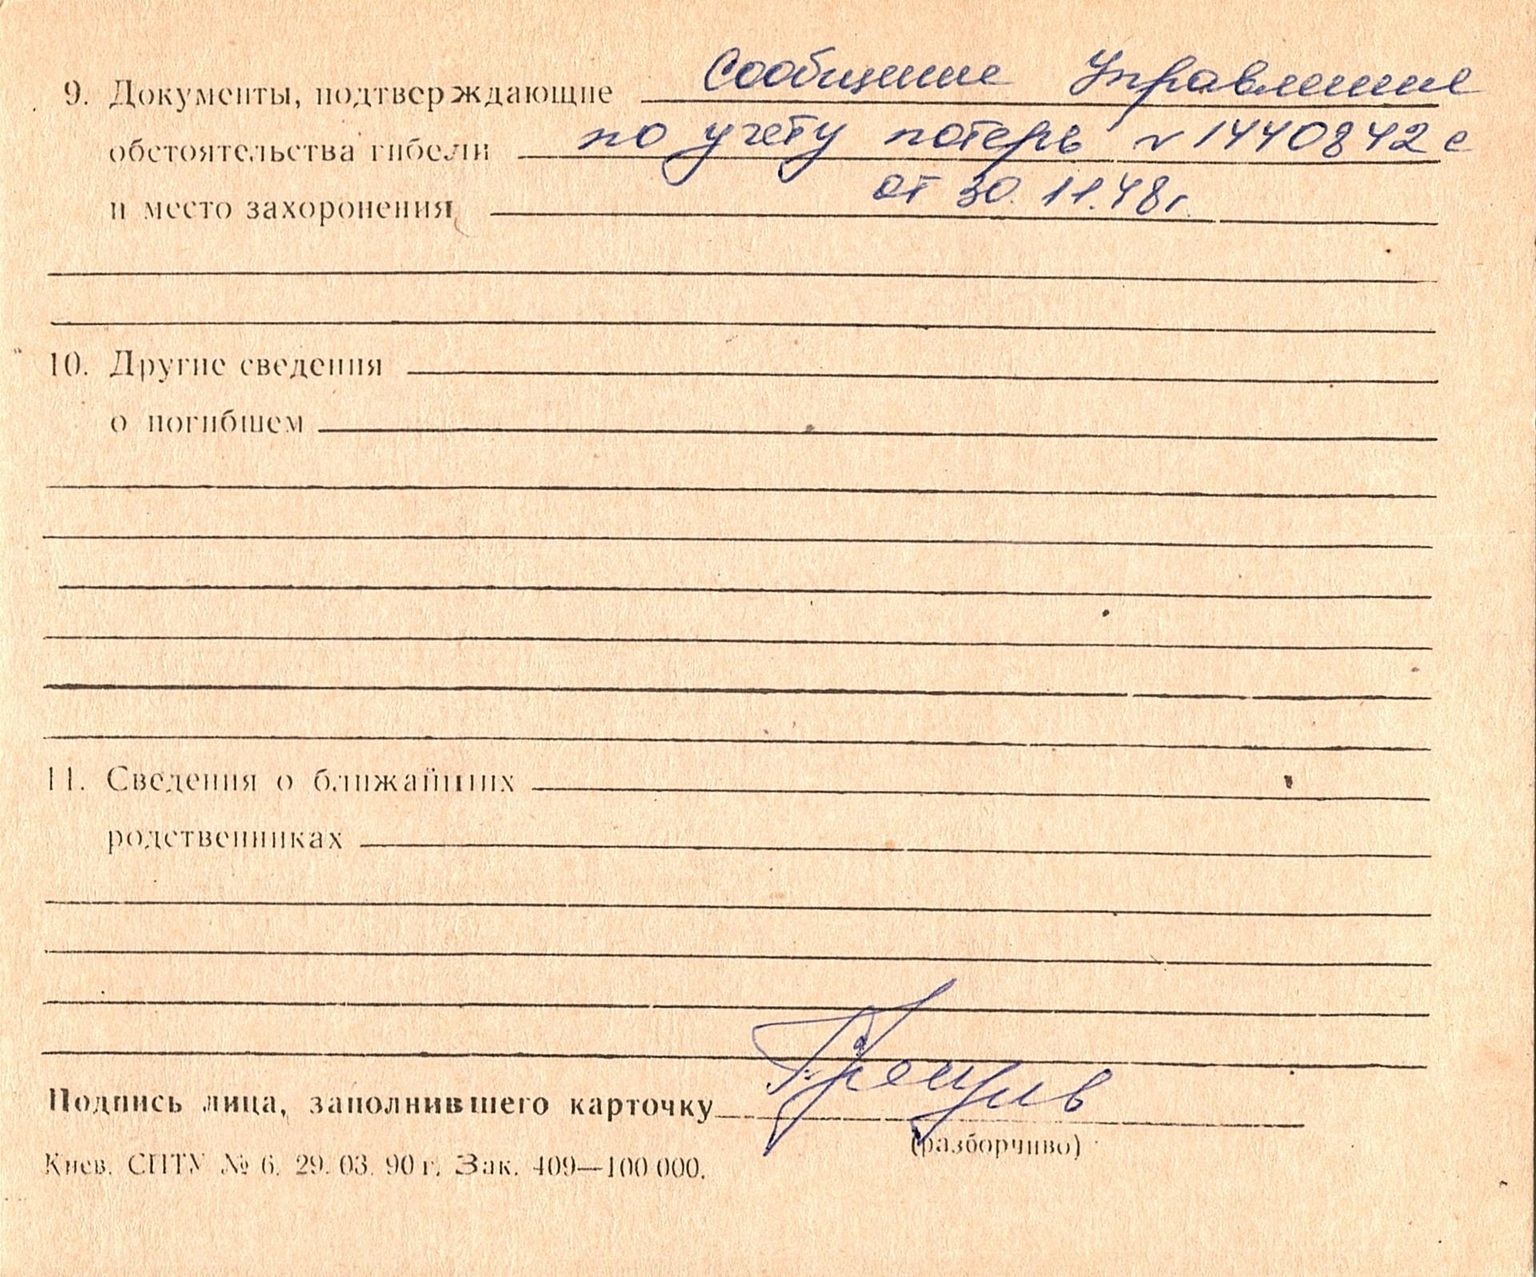 9. Документы, подтверждающие Сообщение Управление
обстоятельства гибели по учету потерь № 1440842 с
и место захоронения от 30.11.48 г.
10. Другие сведения
о погибшем
11. Сведения о ближайших
родственниках
Подпись лица, заполнившего карточку
(разборчиво)
Киев. СПТУ № 6. 29. 03. 90 г. Зак. 409—100 000.